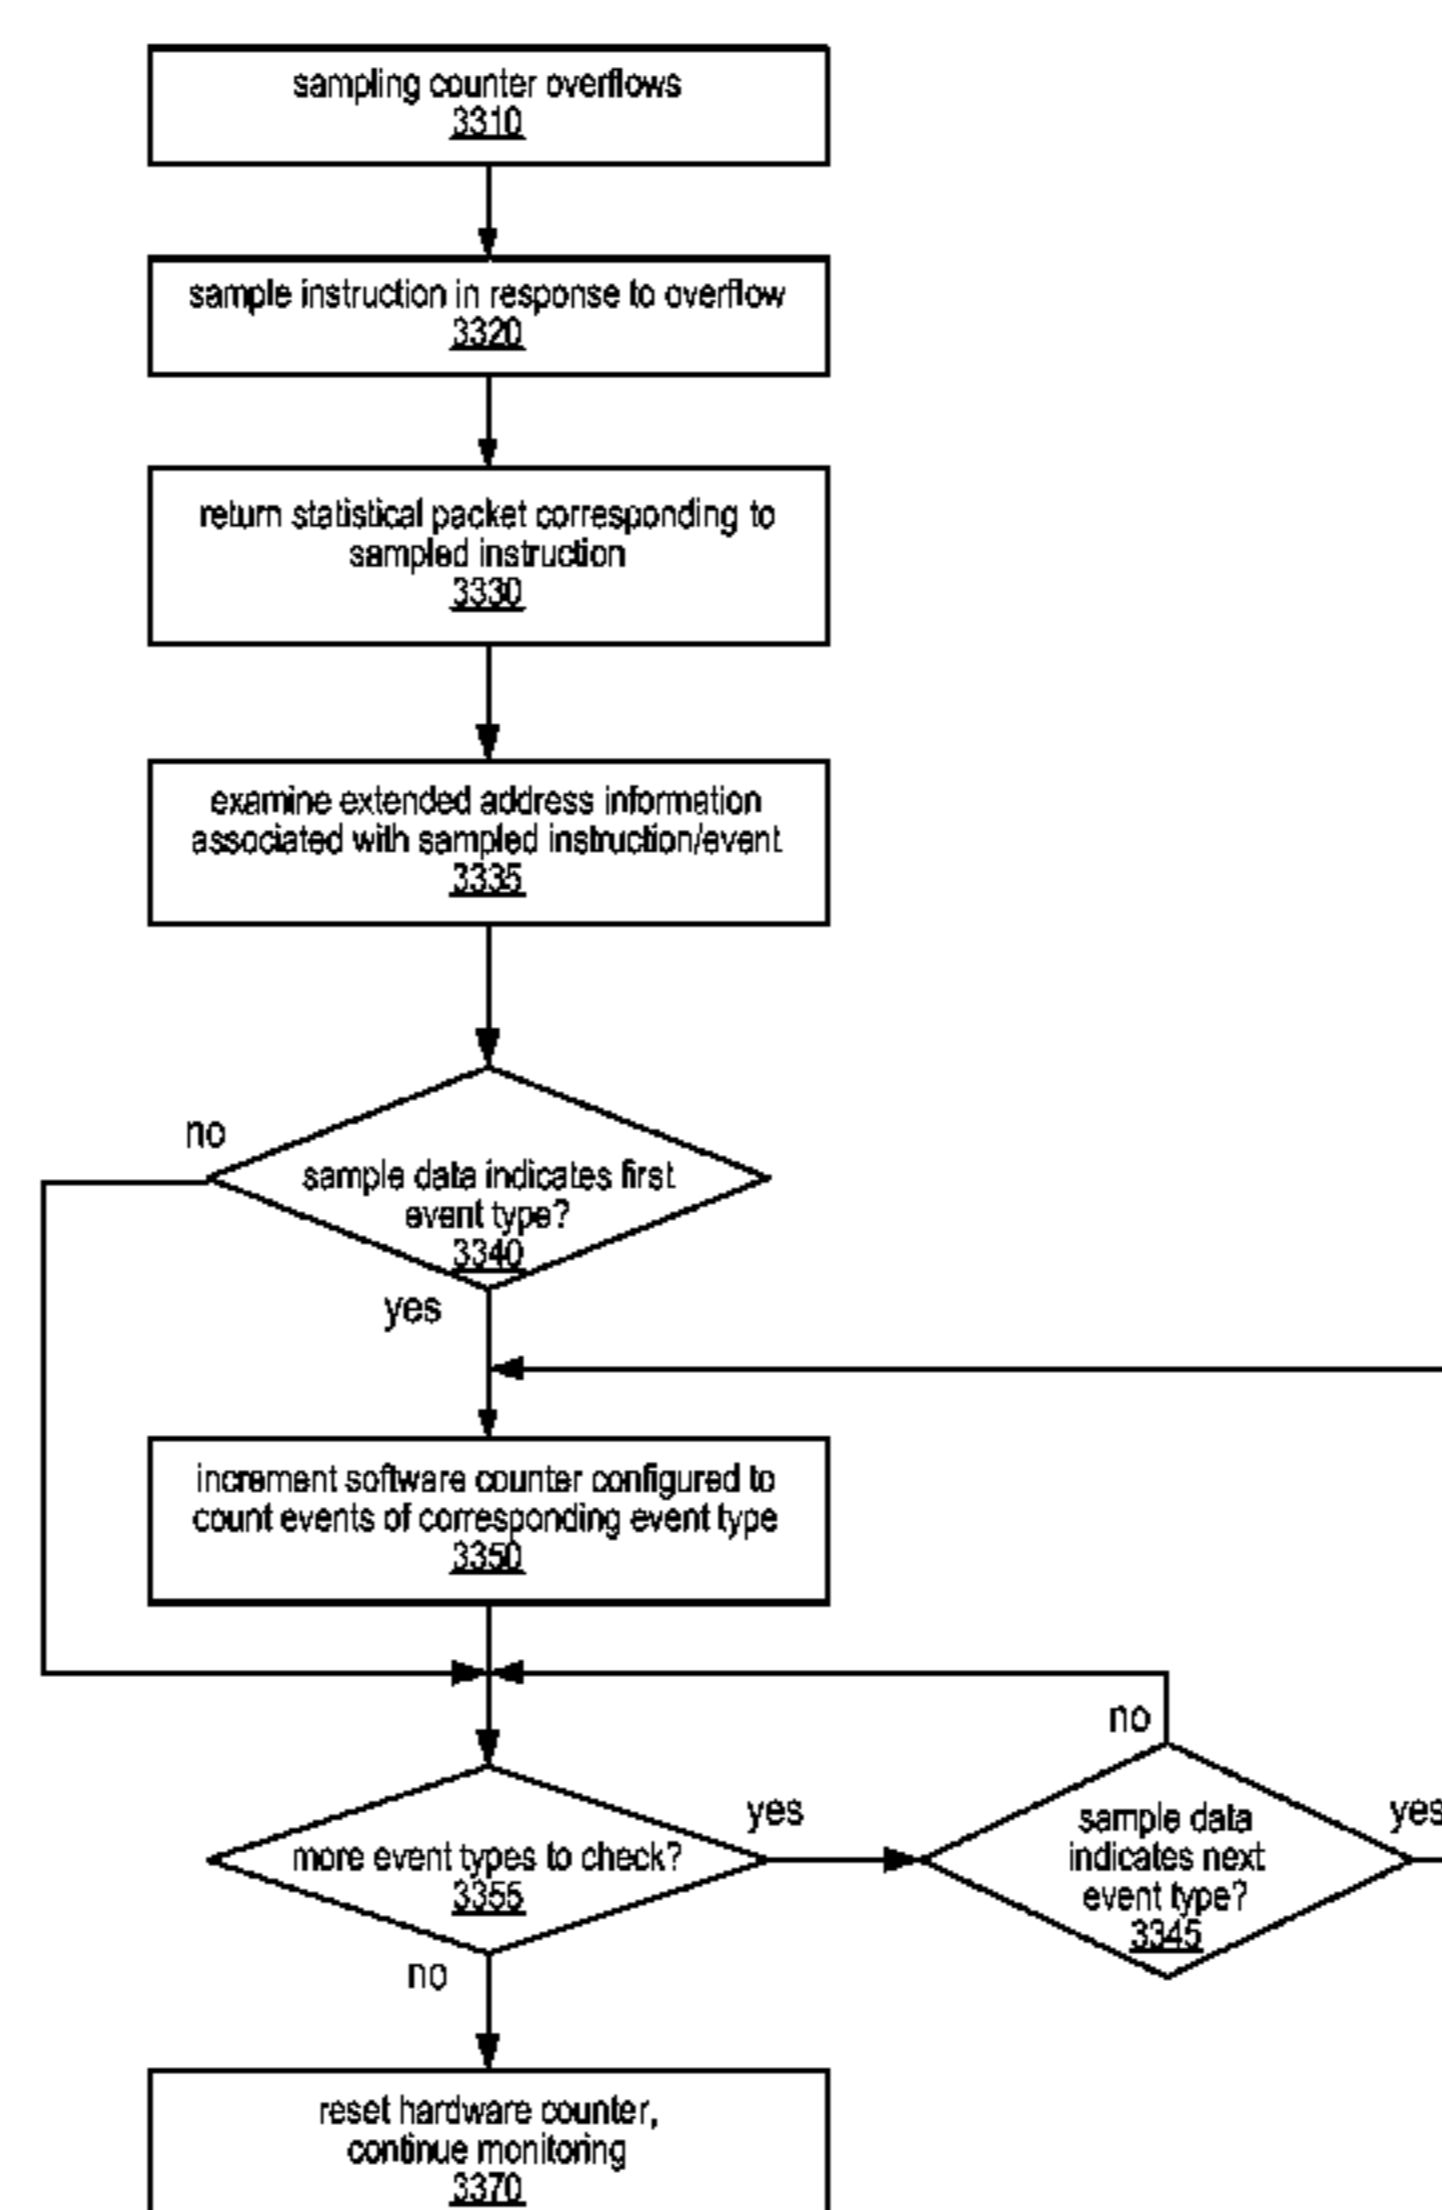 sampling counter overflows
3310
sample instruction in response to overflow
3320
return statistical packet corresponding to
sampled instruction
3330
examine extended address information
associated with sampled instruction/event
3335
no
sample data indicates first
event type?
3340
yes
increment software counter configured to
count events of corresponding event type
3350
no
yes
yes
more event types to check?
3355
sample data
indicates next
event type?
3345
no
reset hardware counter,
continue monitoring
3370